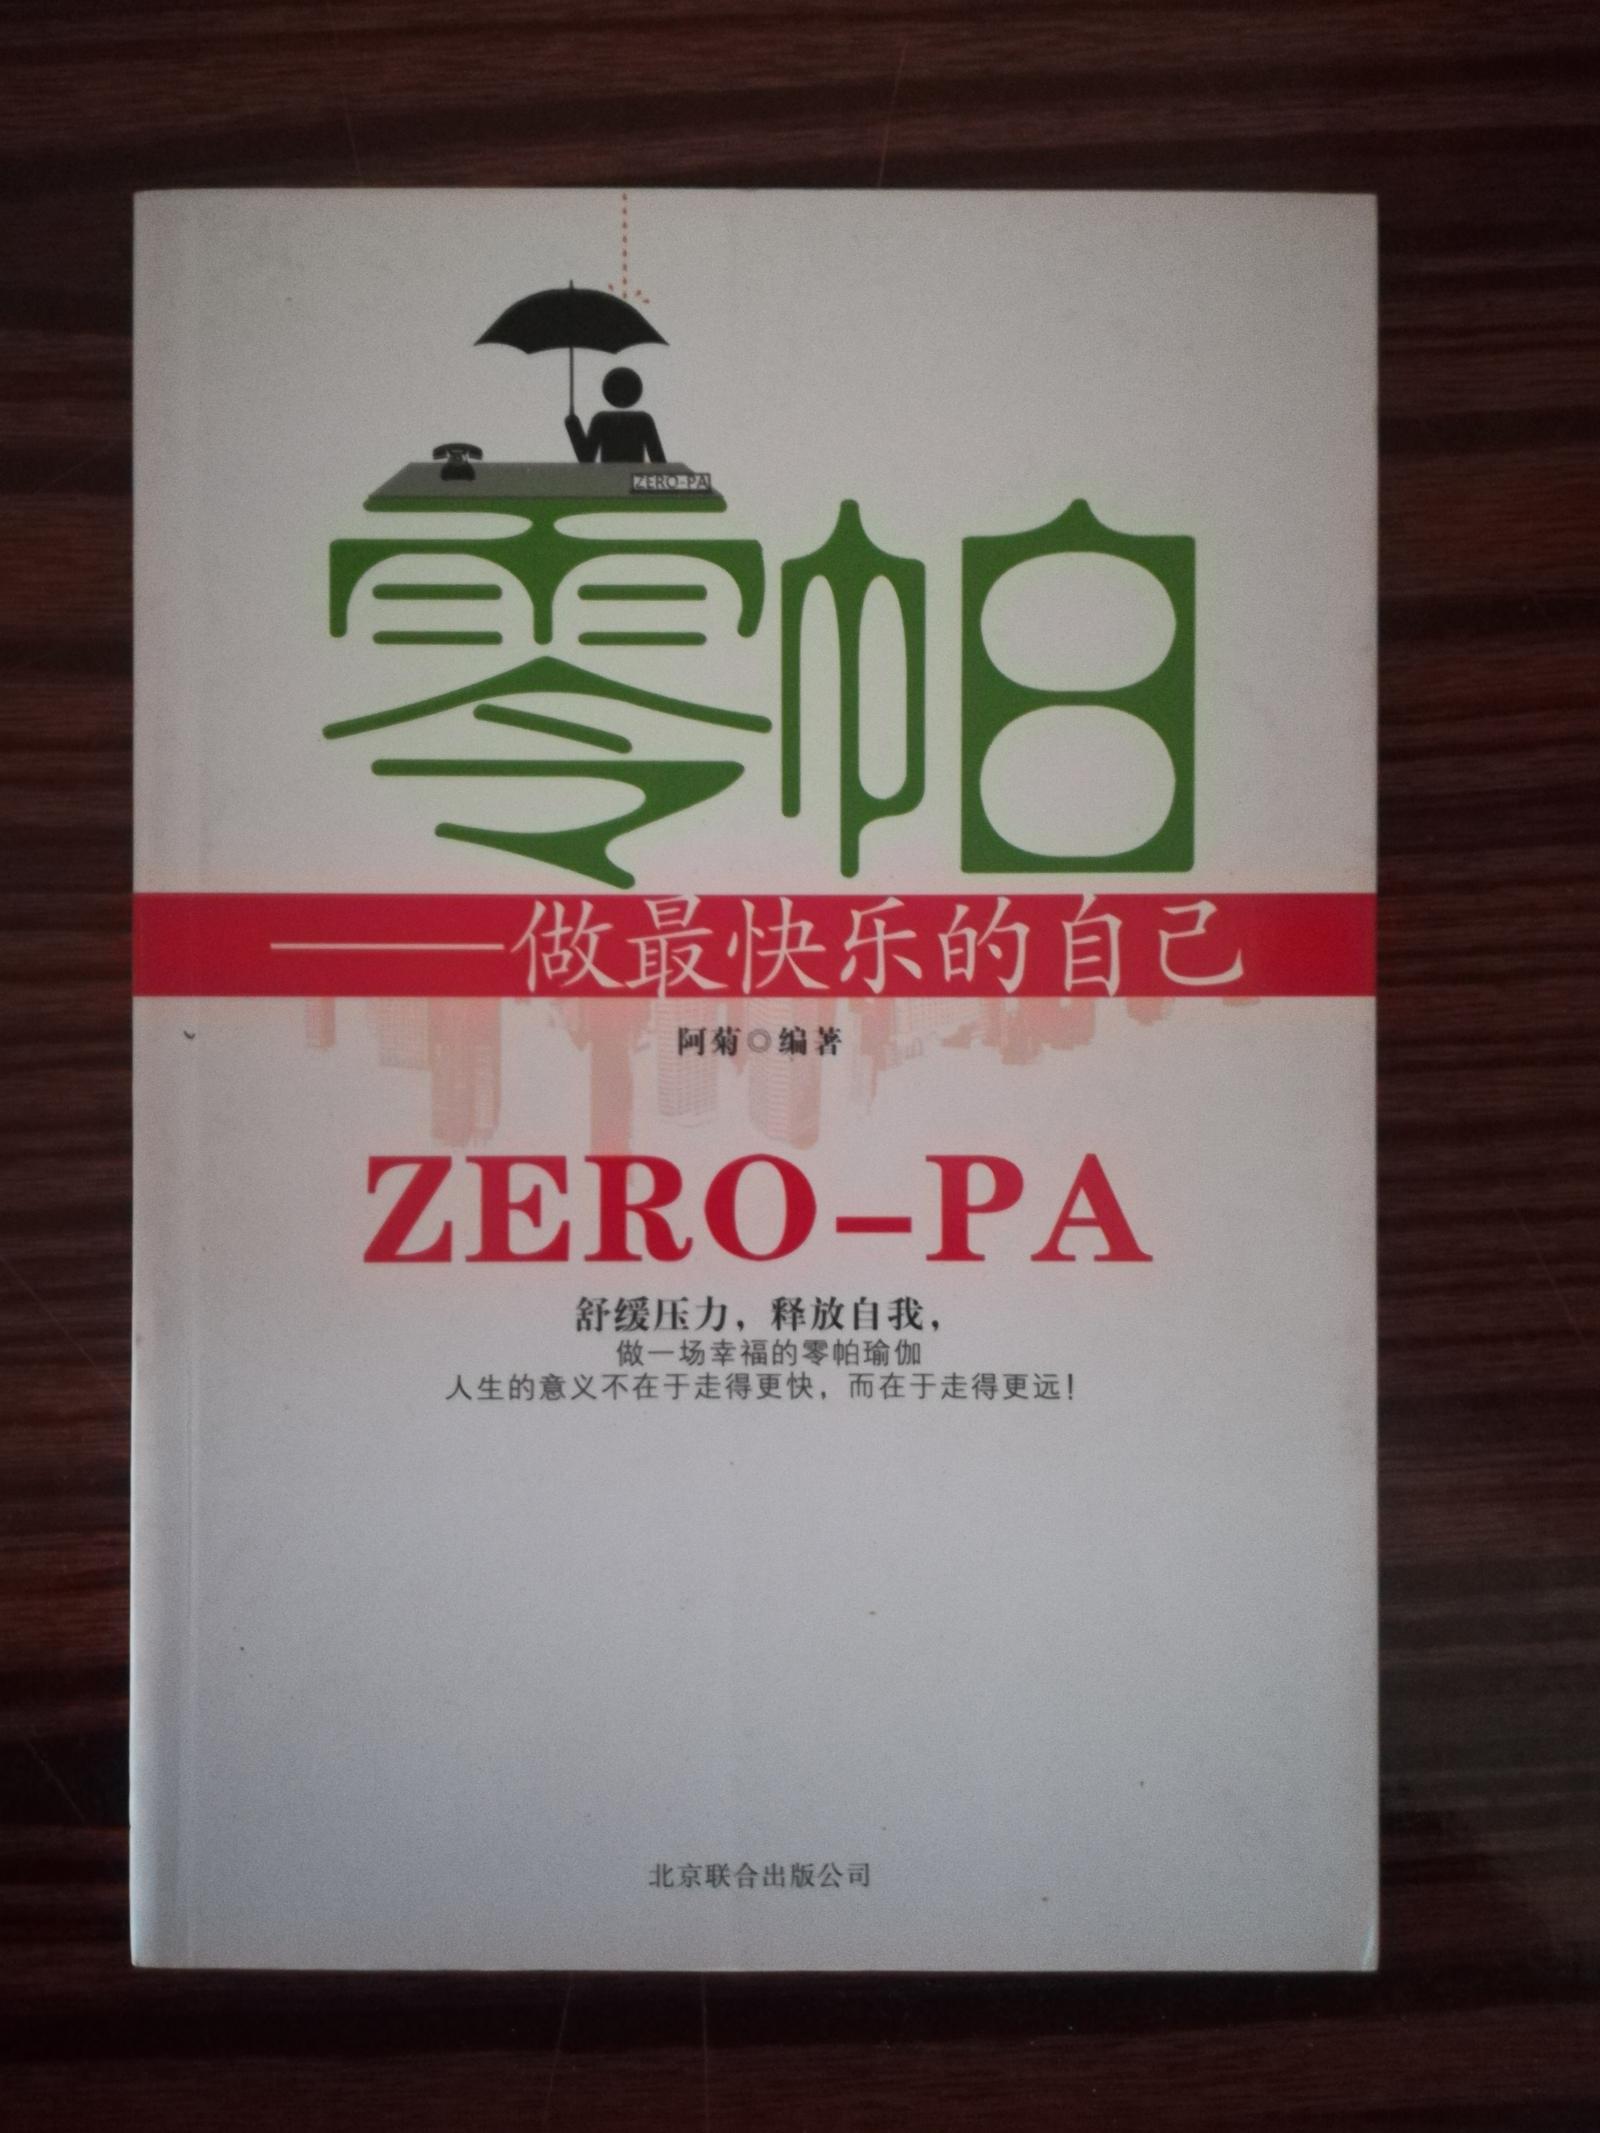 ZERO-PA
零帕
——做最快乐的自己
阿菊◎编著
ZERO-PA
舒缓压力，释放自我，
做一场幸福的零帕瑜伽
人生的意义不在于走得更快，而在于走得更远！
北京联合出版公司